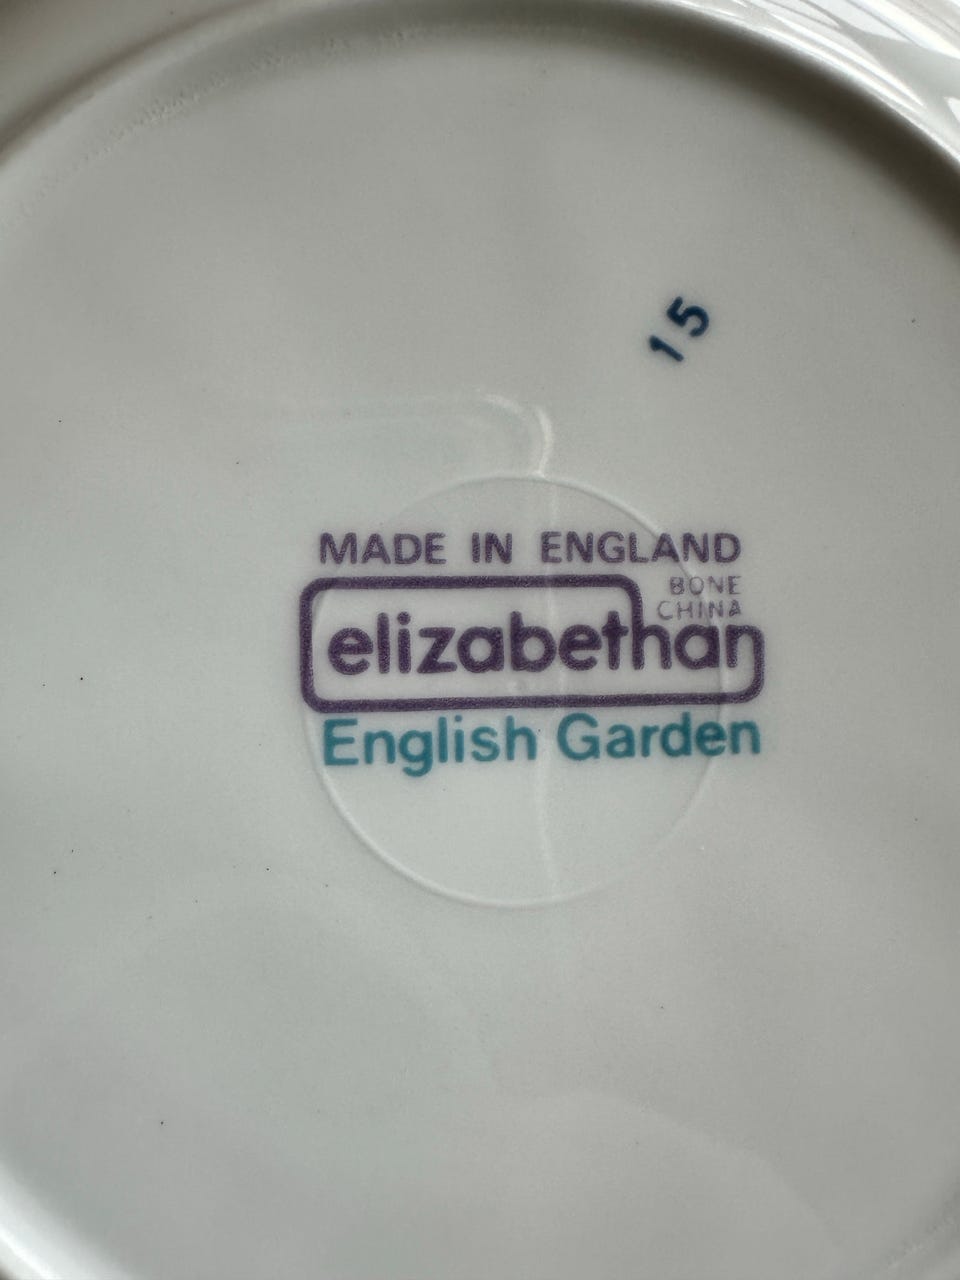 15
MADE IN ENGLAND
BONE
CHINA
elizabethan
English Garden